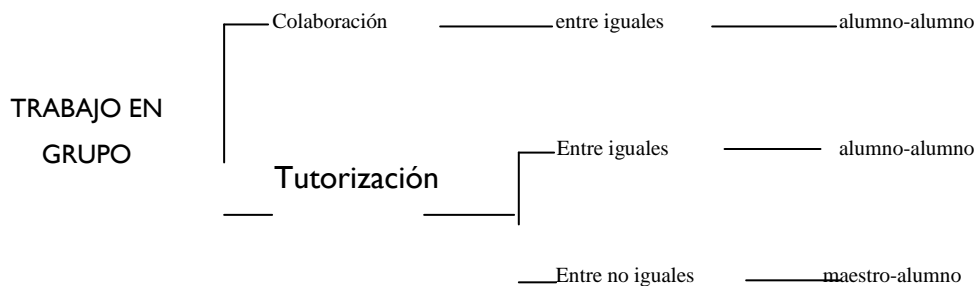 Colaboración entre iguales alumno-alumno
TRABAJO EN
GRUPO
Entre iguales alumno-alumno
Tutorización
Entre no iguales maestro-alumno